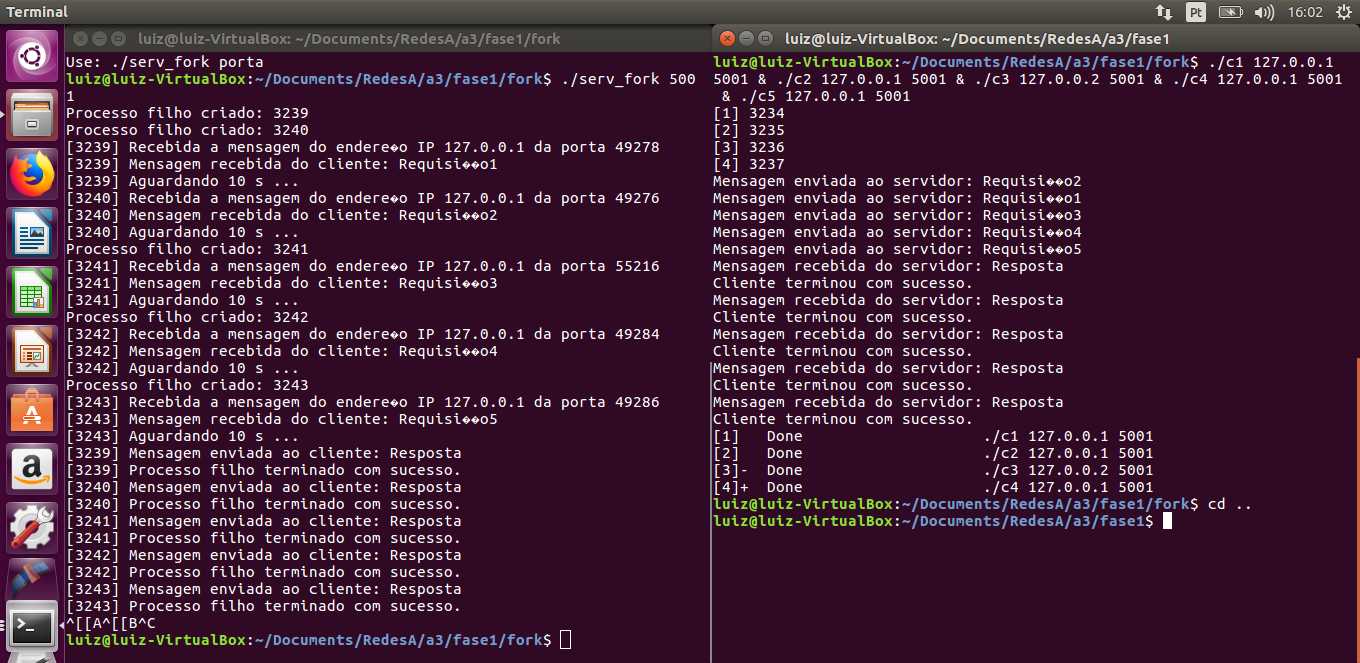 Terminal
Pt
16:02
luiz@luiz-VirtualBox: ~/Documents/RedesA/a3/fase1/fork
Use: ./serv_fork porta
luiz@luiz-VirtualBox:~/Documents/RedesA/a3/fase1/fork$ ./serv_fork 500
1
Processo filho criado: 3239
Processo filho criado: 3240
[3239] Recebida a mensagem do endere�o IP 127.0.0.1 da porta 49278
[3239] Mensagem recebida do cliente: Requisi��o1
[3239] Aguardando 10 s ...
[3240] Recebida a mensagem do endere�o IP 127.0.0.1 da porta 49276
[3240] Mensagem recebida do cliente: Requisi��o2
[3240] Aguardando 10 s ...
Processo filho criado: 3241
[3241] Recebida a mensagem do endere�o IP 127.0.0.1 da porta 55216
[3241] Mensagem recebida do cliente: Requisi��o3
[3241] Aguardando 10 s ...
Processo filho criado: 3242
[3242] Recebida a mensagem do endere�o IP 127.0.0.1 da porta 49284
[3242] Mensagem recebida do cliente: Requisi��o4
[3242] Aguardando 10 s ...
Processo filho criado: 3243
[3243] Recebida a mensagem do endere�o IP 127.0.0.1 da porta 49286
[3243] Mensagem recebida do cliente: Requisi��o5
[3243] Aguardando 10 s ...
[3239] Mensagem enviada ao cliente: Resposta
[3239] Processo filho terminado com sucesso.
[3240] Mensagem enviada ao cliente: Resposta
[3240] Processo filho terminado com sucesso.
[3241] Mensagem enviada ao cliente: Resposta
[3241] Processo filho terminado com sucesso.
[3242] Mensagem enviada ao cliente: Resposta
[3242] Processo filho terminado com sucesso.
[3243] Mensagem enviada ao cliente: Resposta
[3243] Processo filho terminado com sucesso.
^[[A^[[B^C
luiz@luiz-VirtualBox:~/Documents/RedesA/a3/fase1/fork$
luiz@luiz-VirtualBox: ~/Documents/RedesA/a3/fase1
luiz@luiz-VirtualBox:~/Documents/RedesA/a3/fase1/fork$ ./c1 127.0.0.1
5001 & ./c2 127.0.0.1 5001 & ./c3 127.0.0.2 5001 & ./c4 127.0.0.1 5001
& ./c5 127.0.0.1 5001
[1] 3234
[2] 3235
[3] 3236
[4] 3237
Mensagem enviada ao servidor: Requisi��o2
Mensagem enviada ao servidor: Requisi��o1
Mensagem enviada ao servidor: Requisi��o3
Mensagem enviada ao servidor: Requisi��o4
Mensagem enviada ao servidor: Requisi��o5
Mensagem recebida do servidor: Resposta
Cliente terminou com sucesso.
Mensagem recebida do servidor: Resposta
Cliente terminou com sucesso.
Mensagem recebida do servidor: Resposta
Cliente terminou com sucesso.
Mensagem recebida do servidor: Resposta
Cliente terminou com sucesso.
Mensagem recebida do servidor: Resposta
Cliente terminou com sucesso.
[1]   Done                    ./c1 127.0.0.1 5001
[2]   Done                    ./c2 127.0.0.1 5001
[3]-  Done                    ./c3 127.0.0.2 5001
[4]+  Done                    ./c4 127.0.0.1 5001
luiz@luiz-VirtualBox:~/Documents/RedesA/a3/fase1/fork$ cd ..
luiz@luiz-VirtualBox:~/Documents/RedesA/a3/fase1$